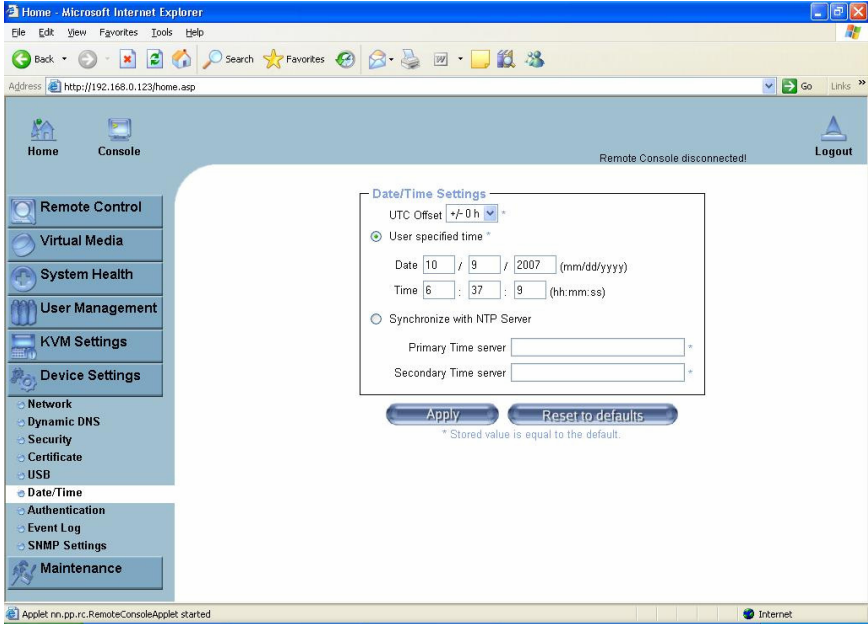 Home - Microsoft Internet Explorer
File Edit View Favorites Tools Help
Back Search Favorites
Address http://192.168.0.123/home.asp Go Links »
Home Console Remote Console disconnected! Logout
Remote Control
Virtual Media
System Health
User Management
KVM Settings
Device Settings
Network
Dynamic DNS
Security
Certificate
USB
Date/Time
Authentication
Event Log
SNMP Settings
Maintenance
Date/Time Settings
UTC Offset +/- 0 h *
User specified time *
Date 10 / 9 / 2007 (mm/dd/yyyy)
Time 6 : 37 : 9 (hh:mm:ss)
Synchronize with NTP Server
Primary Time server *
Secondary Time server *
Apply Reset to defaults
* Stored value is equal to the default.
Applet nn.pp.rc.RemoteConsoleApplet started Internet